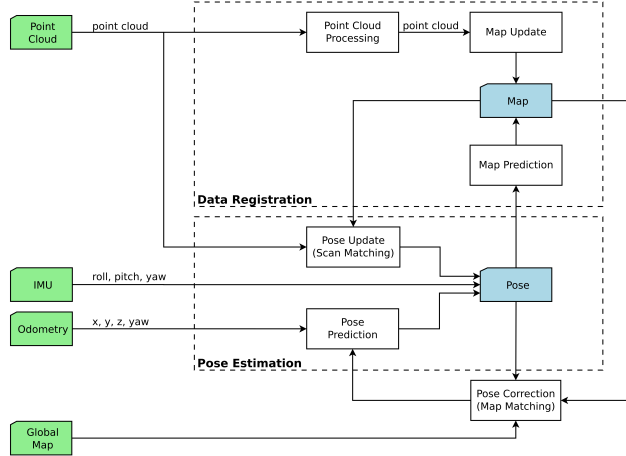 Point
Cloud
point cloud
Point Cloud
Processing
point cloud
Map Update
Map
Map Prediction
Data Registration
Pose Update
(Scan Matching)
IMU
roll, pitch, yaw
Pose
Odometry
x, y, z, yaw
Pose
Prediction
Pose Estimation
Pose Correction
(Map Matching)
Global
Map